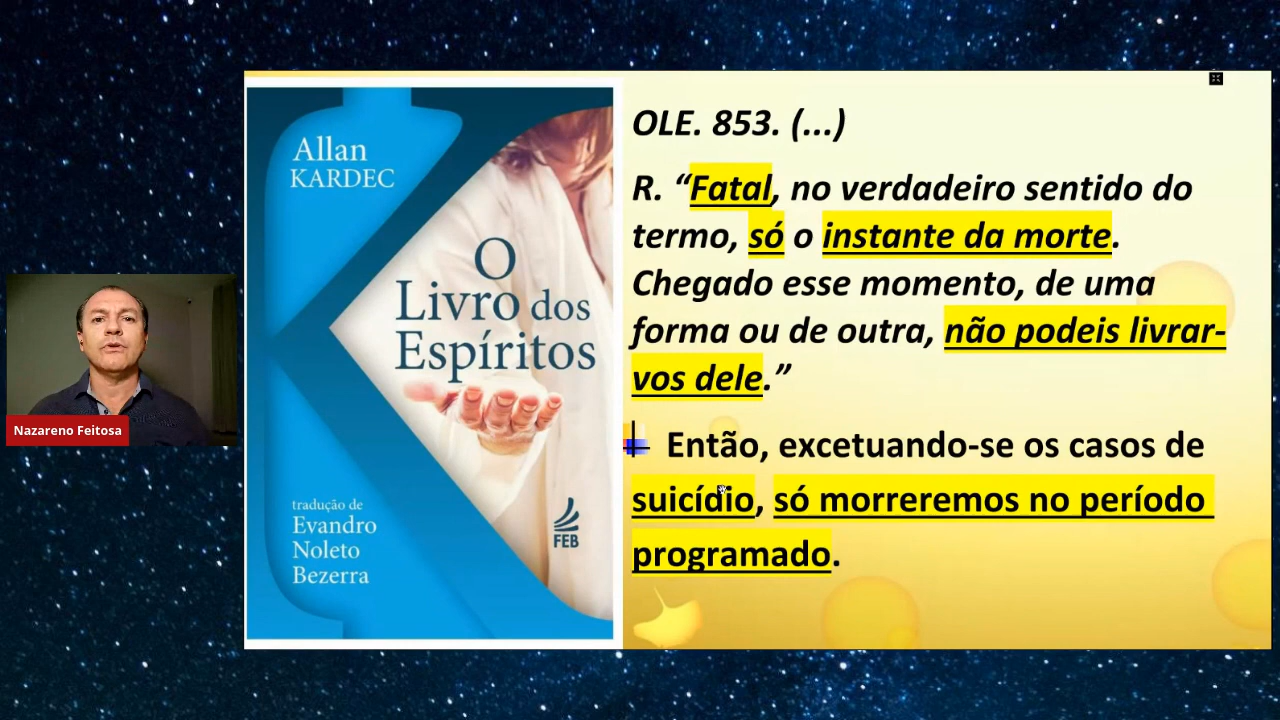 Nazareno Feitosa
Allan
KARDEC
O
Livro dos
Espíritos
tradução de
Evandro
Noleto
Bezerra
FEB
OLE. 853. (...)
R. “Fatal, no verdadeiro sentido do
termo, só o instante da morte.
Chegado esse momento, de uma
forma ou de outra, não podeis livrar-
vos dele.”
Então, excetuando-se os casos de
suicídio, só morreremos no período
programado.